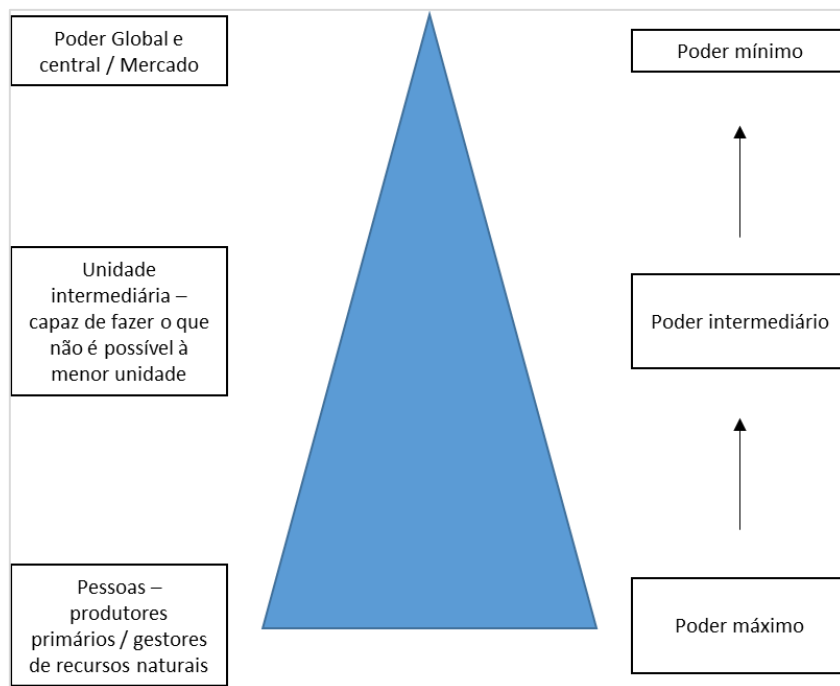 Poder Global e
central / Mercado
Poder mínimo
Unidade
intermediária –
capaz de fazer o que
não é possível à
menor unidade
Poder intermediário
Pessoas –
produtores
primários / gestores
de recursos naturais
Poder máximo